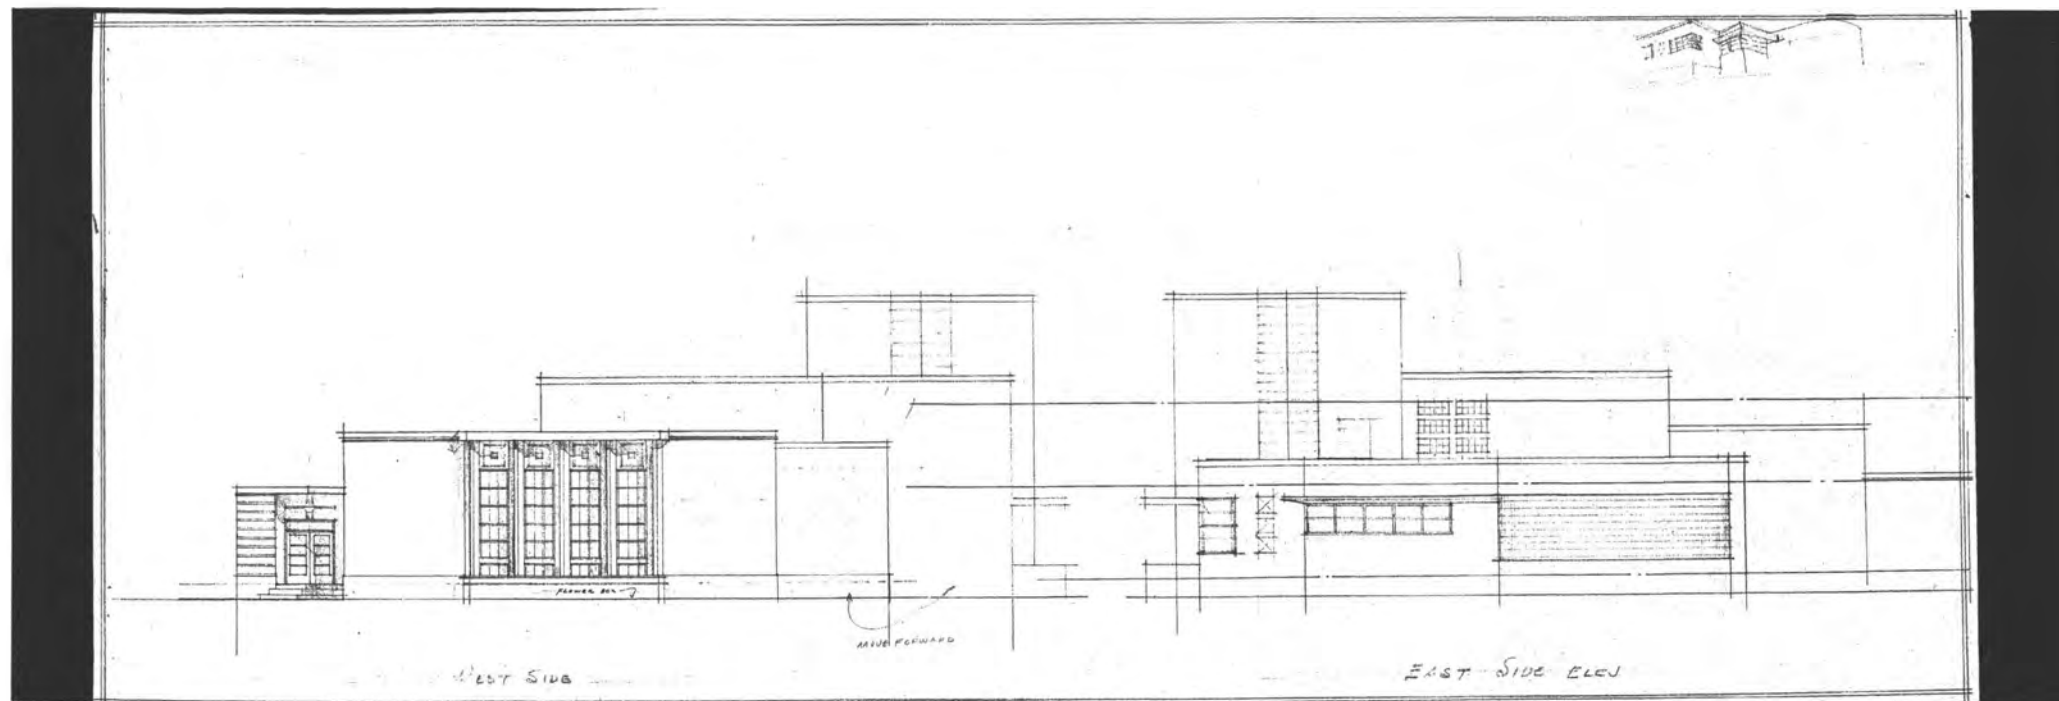 FLOWER BOX
MOVE FORWARD
WEST SIDE
EAST SIDE ELEV